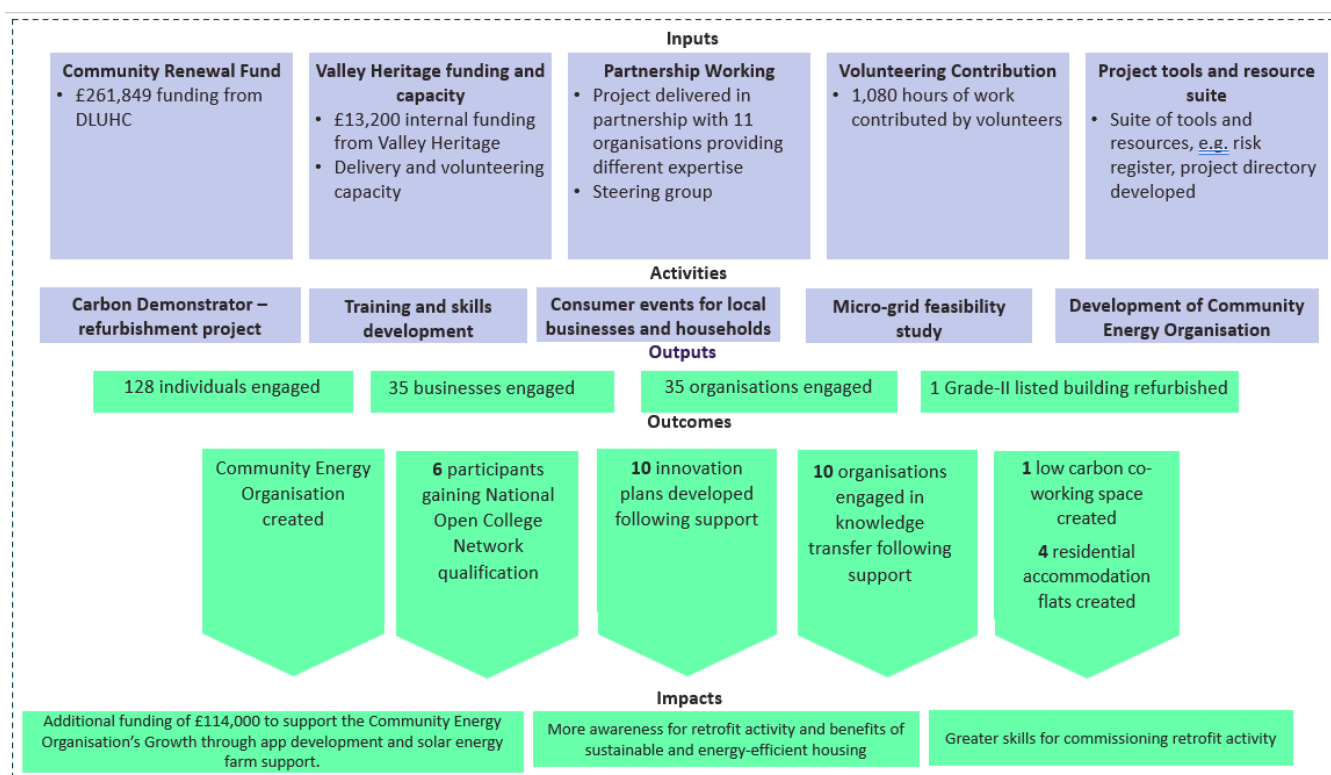 Inputs
Community Renewal Fund
• £261,849 funding from
DLUHC
Valley Heritage funding and
capacity
• £13,200 internal funding
from Valley Heritage
• Delivery and volunteering
capacity
Partnership Working
• Project delivered in
partnership with 11
organisations providing
different expertise
• Steering group
Volunteering Contribution
• 1,080 hours of work
contributed by volunteers
Project tools and resource
suite
• Suite of tools and
resources, e.g. risk
register, project directory
developed
Activities
Carbon Demonstrator –
refurbishment project
Training and skills
development
Consumer events for local
businesses and households
Micro-grid feasibility
study
Development of Community
Energy Organisation
Outputs
128 individuals engaged
35 businesses engaged
35 organisations engaged
1 Grade-II listed building refurbished
Outcomes
Community Energy
Organisation
created
6 participants
gaining National
Open College
Network
qualification
10 innovation
plans developed
following support
10 organisations
engaged in
knowledge
transfer following
support
1 low carbon co-
working space
created
4 residential
accommodation
flats created
Impacts
Additional funding of £114,000 to support the Community Energy
Organisation's Growth through app development and solar energy
farm support.
More awareness for retrofit activity and benefits of
sustainable and energy-efficient housing
Greater skills for commissioning retrofit activity